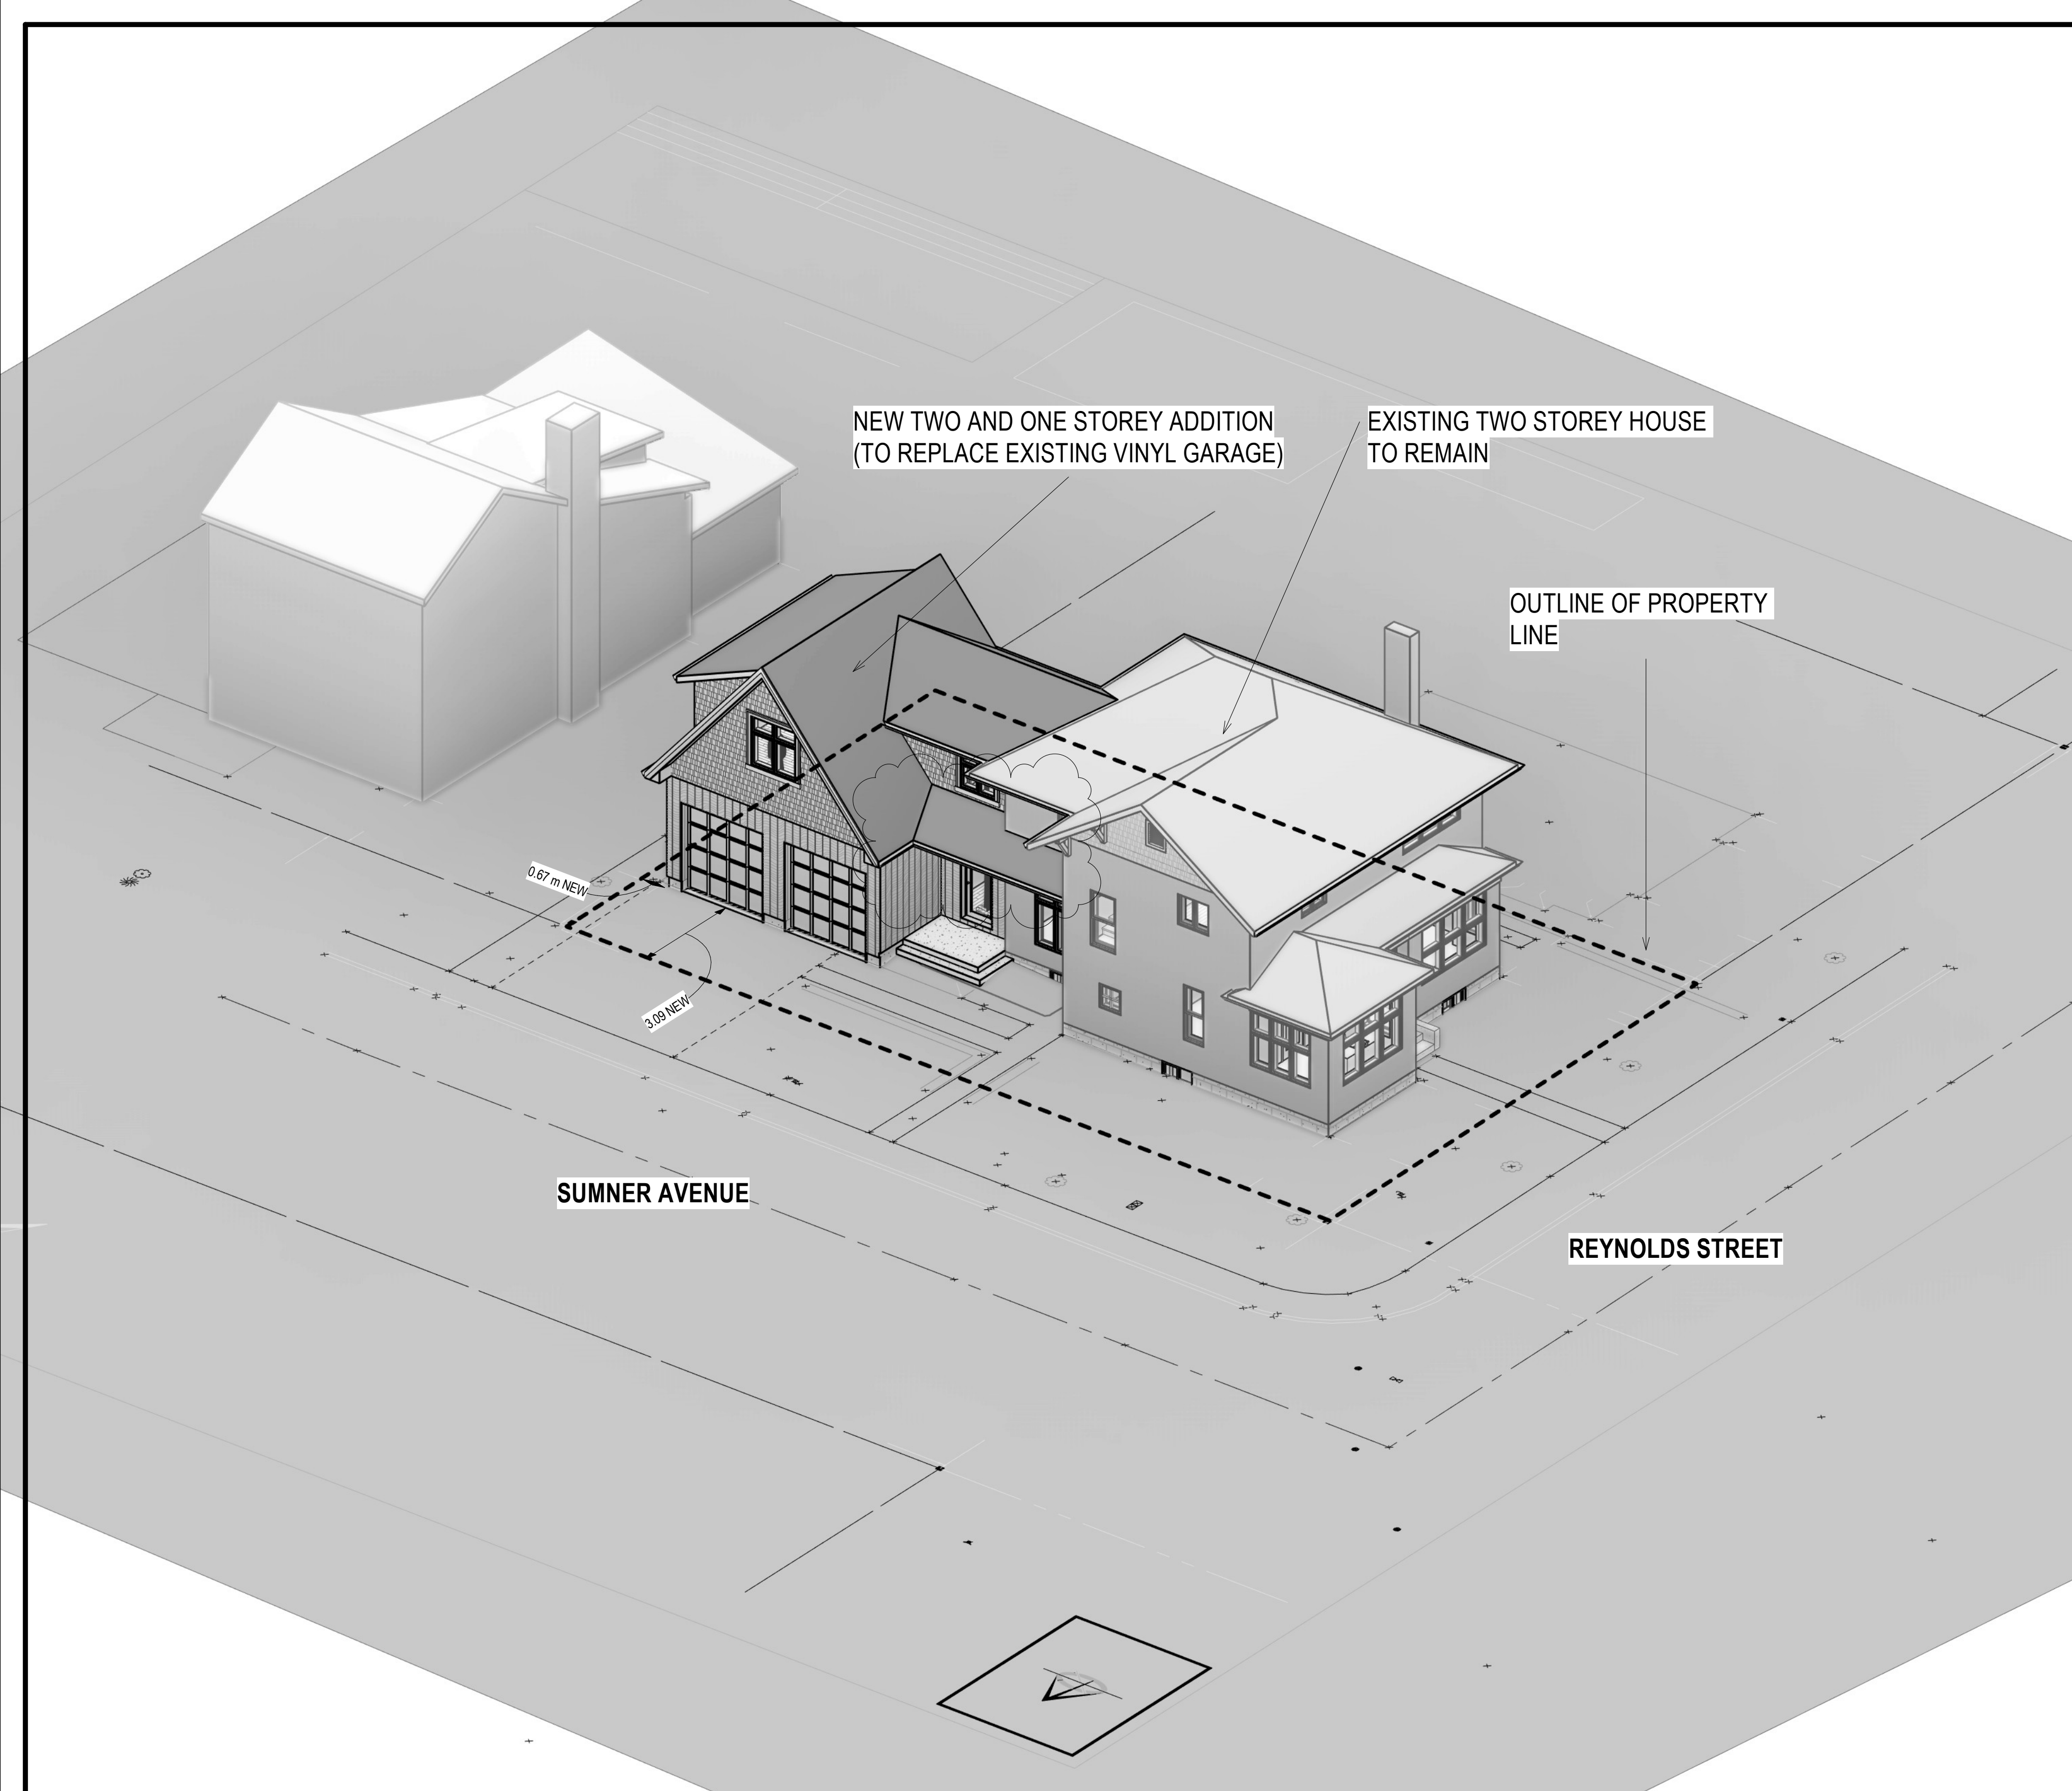 NEW TWO AND ONE STOREY ADDITION
(TO REPLACE EXISTING VINYL GARAGE)
EXISTING TWO STOREY HOUSE
TO REMAIN
OUTLINE OF PROPERTY
LINE
0.67 m NEW
3.09 NEW
SUMNER AVENUE
REYNOLDS STREET